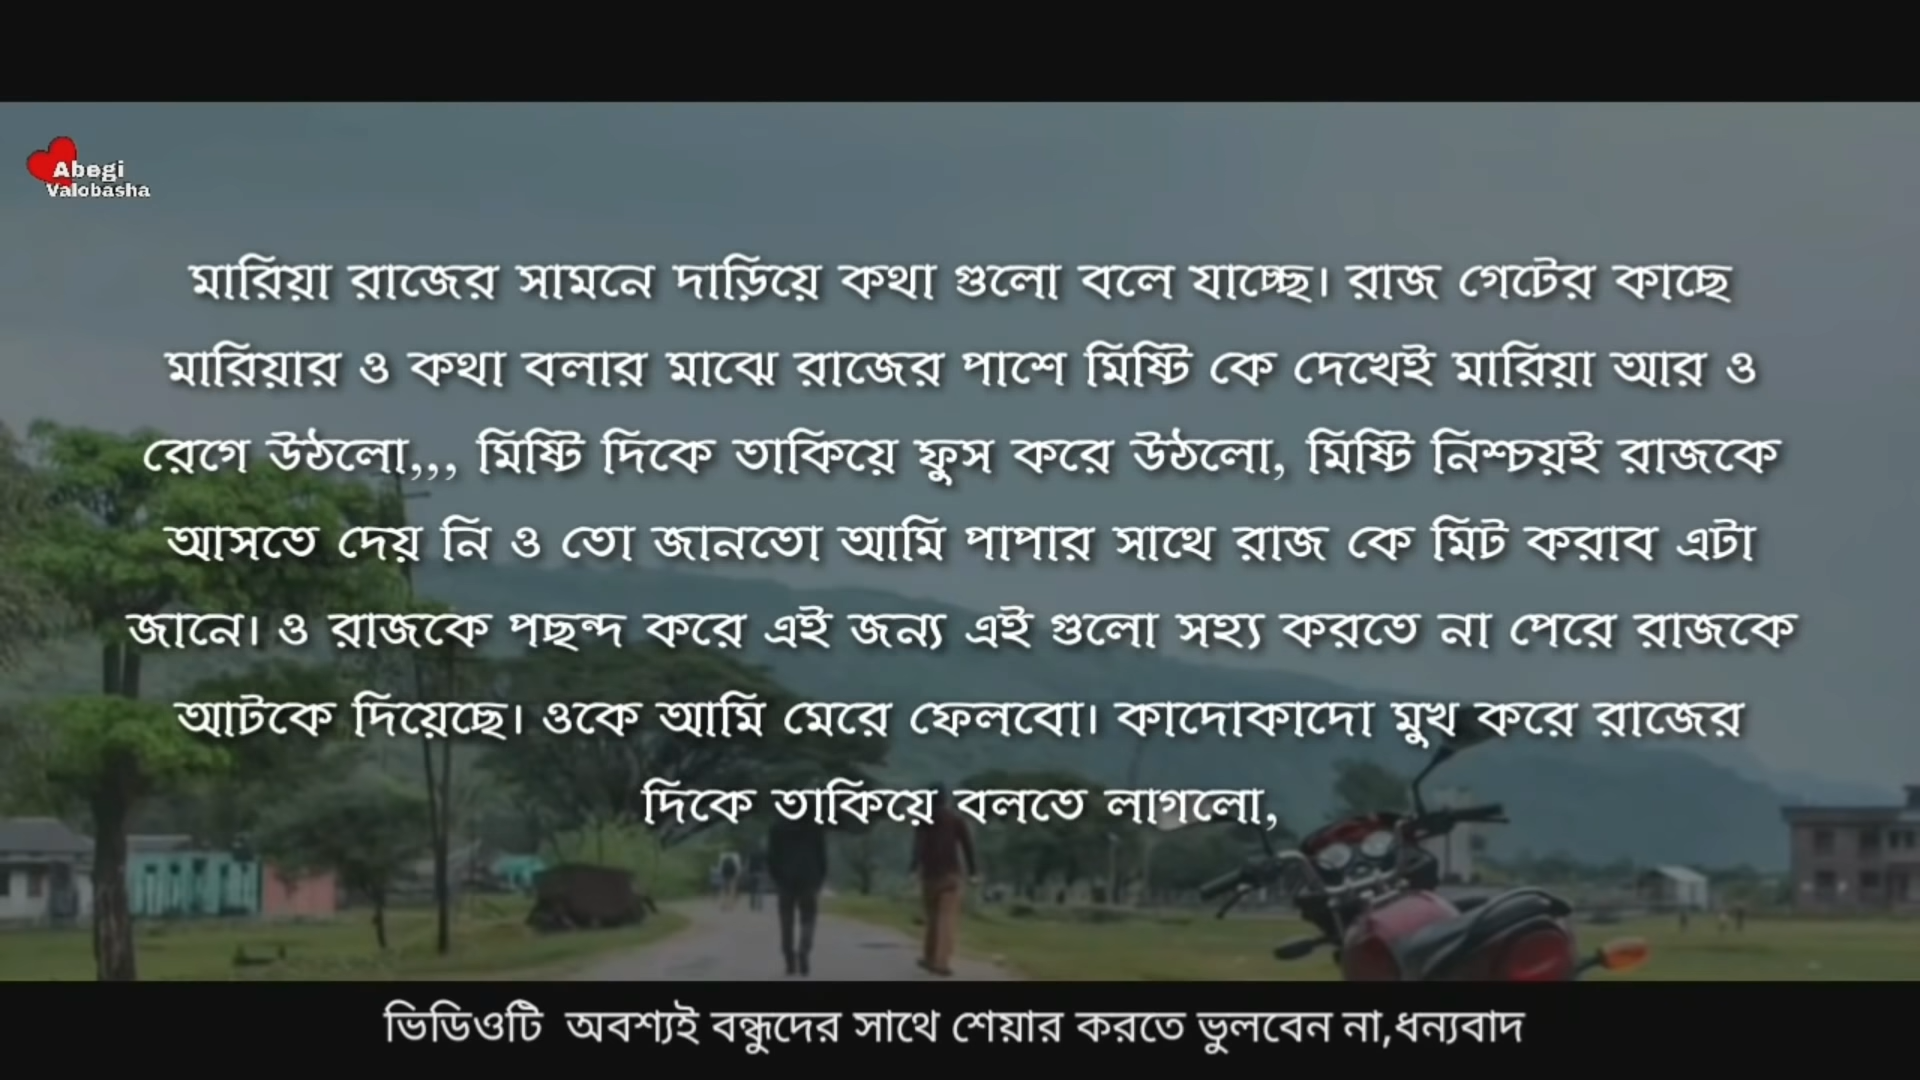 Abegi
Valobasha
মারিয়া রাজের সামনে দাড়িয়ে কথা গুলো বলে যাচ্ছে। রাজ গেটের কাছে
মারিয়ার ও কথা বলার মাঝে রাজের পাশে মিষ্টি কে দেখেই মারিয়া আর ও
রেগে উঠলো,,, মিষ্টি দিকে তাকিয়ে ফুস করে উঠলো, মিষ্টি নিশ্চয়ই রাজকে
আসতে দেয় নি ও তো জানতো আমি পাপার সাথে রাজ কে মিট করাব এটা
জানে। ও রাজকে পছন্দ করে এই জন্য এই গুলো সহ্য করতে না পেরে রাজকে
আটকে দিয়েছে। ওকে আমি মেরে ফেলবো। কাদোকাদো মুখ করে রাজের
দিকে তাকিয়ে বলতে লাগলো,
ভিডিওটি অবশ্যই বন্ধুদের সাথে শেয়ার করতে ভুলবেন না,ধন্যবাদ